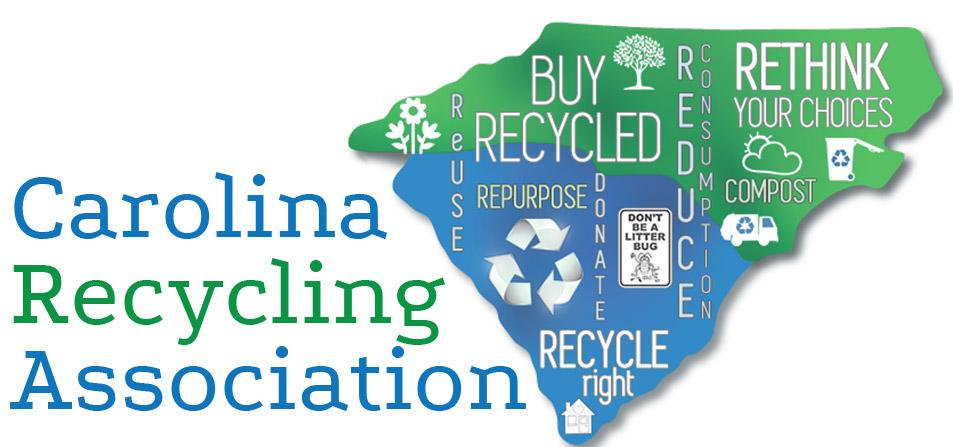 Carolina
Recycling
Association
ReUSE
BUY
RECYCLED
REDUCE
CONSUMPTION
RETHINK
YOUR CHOICES
COMPOST
REPURPOSE
DONATE
DON'T
BE A
LITTER
BUG
RECYCLE
right